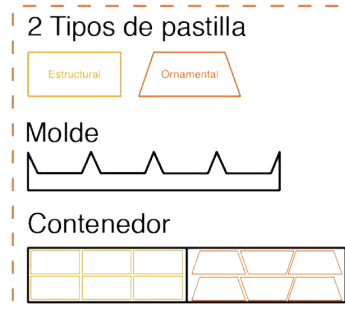 2 Tipos de pastilla
Estructural Ornamental
Molde
Contenedor